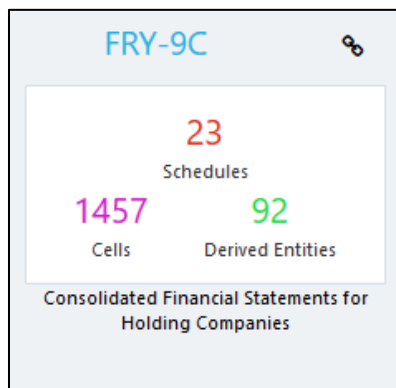 FRY-9C
23
Schedules
1457
92
Cells
Derived Entities
Consolidated Financial Statements for
Holding Companies